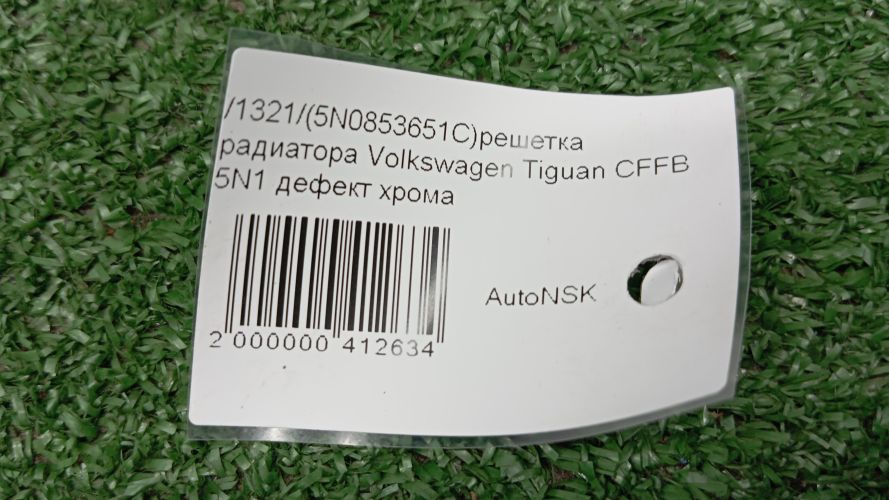 /1321/(5N0853651C)решетка
радиатора Volkswagen Tiguan CFFB
5N1 дефект хрома
AutoNSK
2 000000 412634